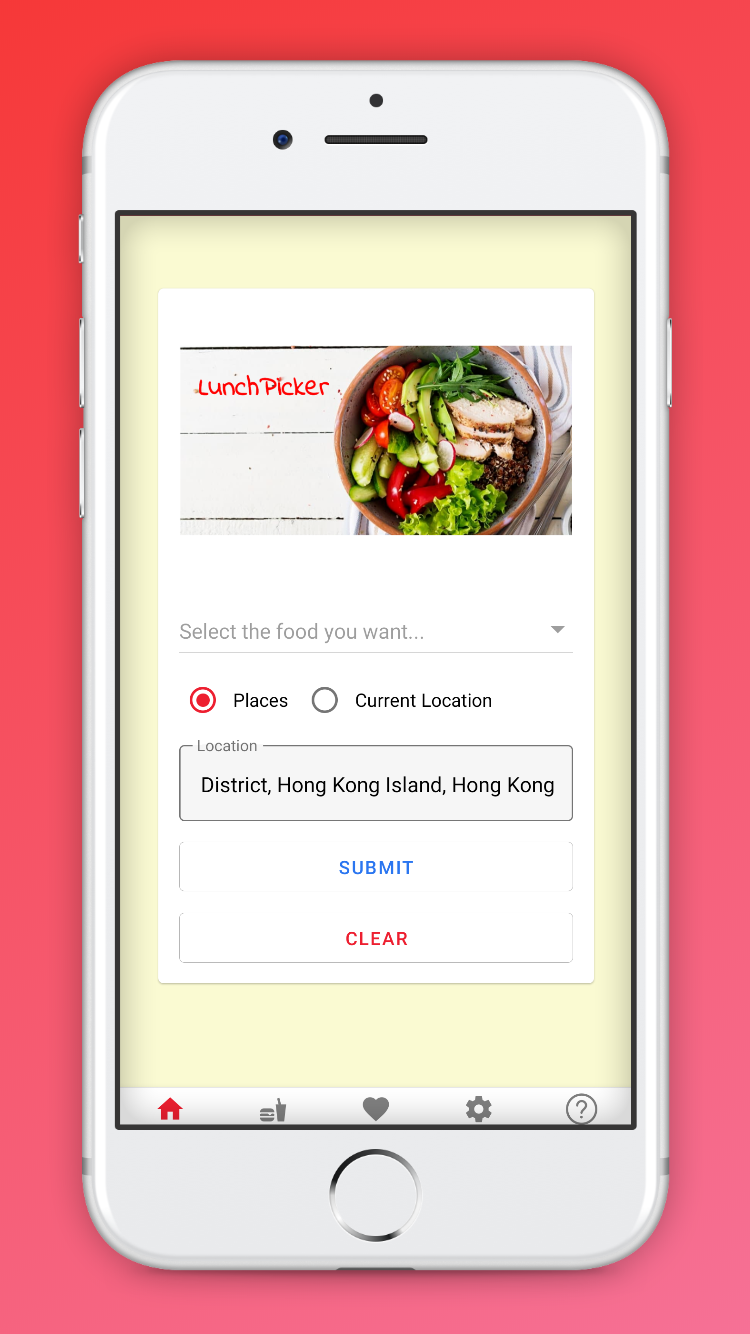 LunchPicker
Select the food you want...
Places
Current Location
Location
District, Hong Kong Island, Hong Kong
SUBMIT
CLEAR
?